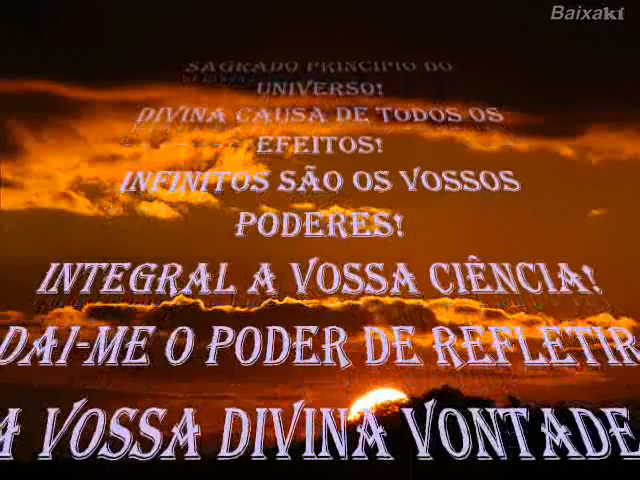 Baixaki
SAGRADO PRINCIPIO DO
UNIVERSO!
DIVINA CAUSA DE TODOS OS
EFEITOS!
INFINITOS SÃO OS VOSSOS
PODERES!
INTEGRAL A VOSSA CIÊNCIA!
DAI-ME O PODER DE REFLETIR
A VOSSA DIVINA VONTADE